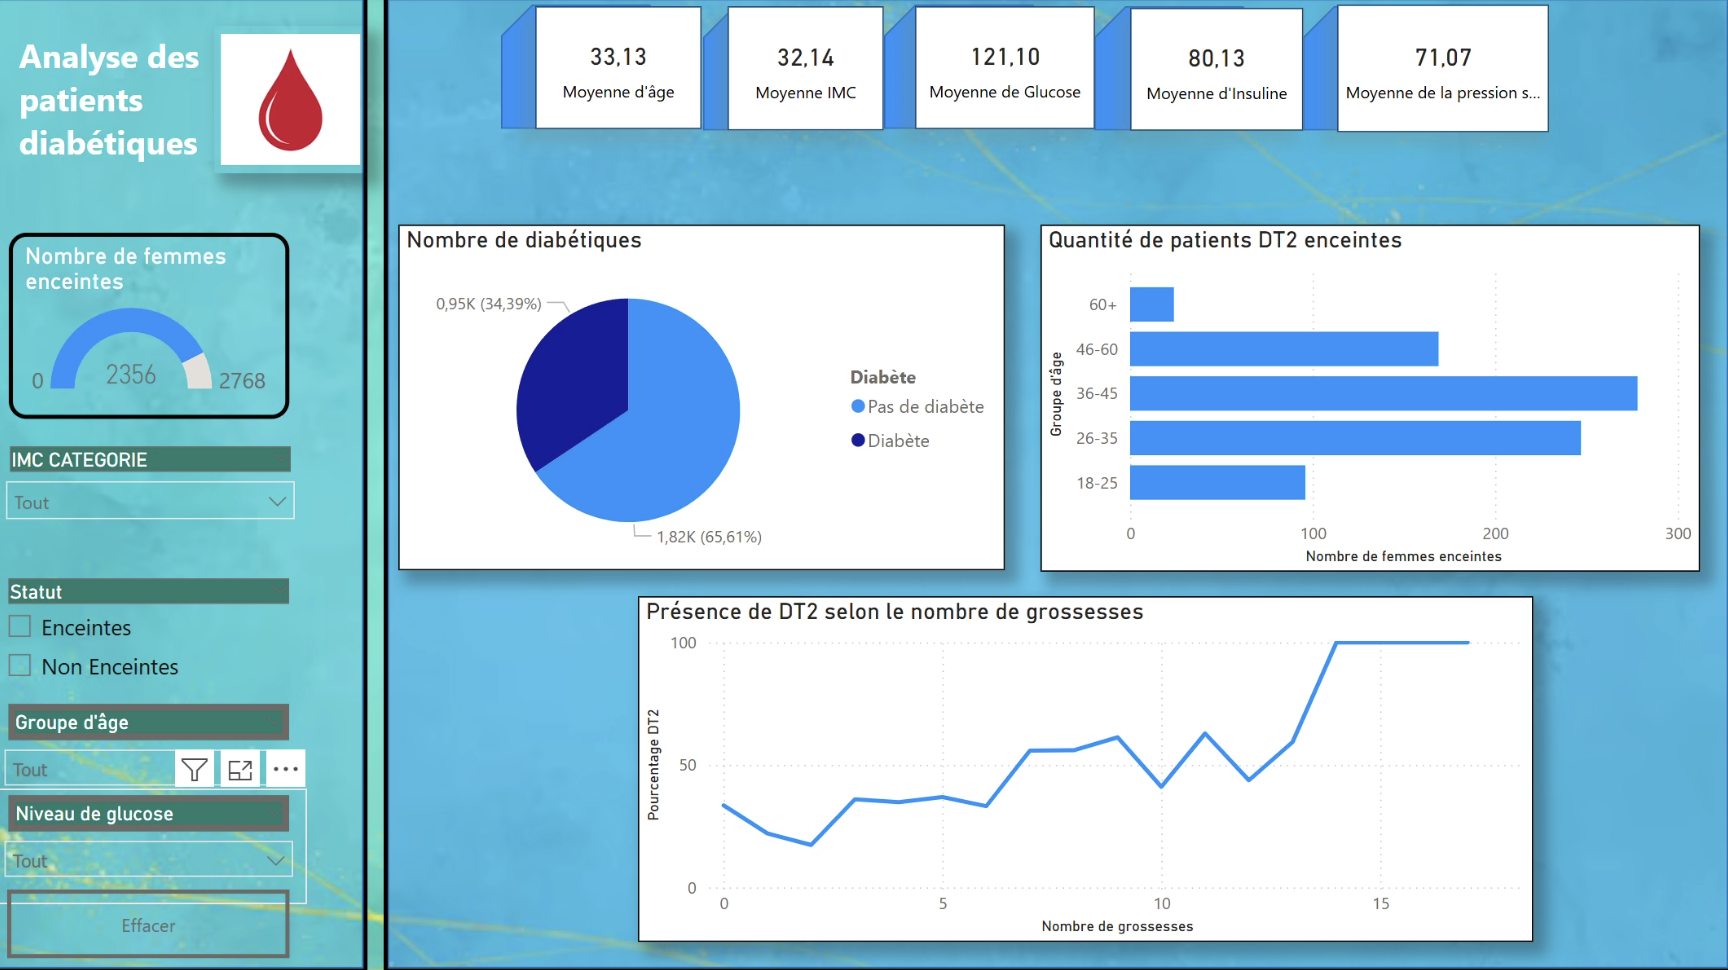 Analyse des
patients
diabétiques
33,13
Moyenne d'âge
32,14
Moyenne IMC
121,10
Moyenne de Glucose
80,13
Moyenne d'Insuline
71,07
Moyenne de la pression s...
Nombre de femmes
enceintes
0
2356
2768
IMC CATEGORIE
Tout
Statut
Enceintes
Non Enceintes
Groupe d'âge
Tout
Niveau de glucose
Tout
Effacer
Nombre de diabétiques
0,95K (34,39%)
1,82K (65,61%)
Diabète
Pas de diabète
Diabète
Quantité de patients DT2 enceintes
Groupe d'âge
60+
46-60
36-45
26-35
18-25
0
100
200
300
Nombre de femmes enceintes
Présence de DT2 selon le nombre de grossesses
Pourcentage DT2
100
50
0
0
5
10
15
Nombre de grossesses